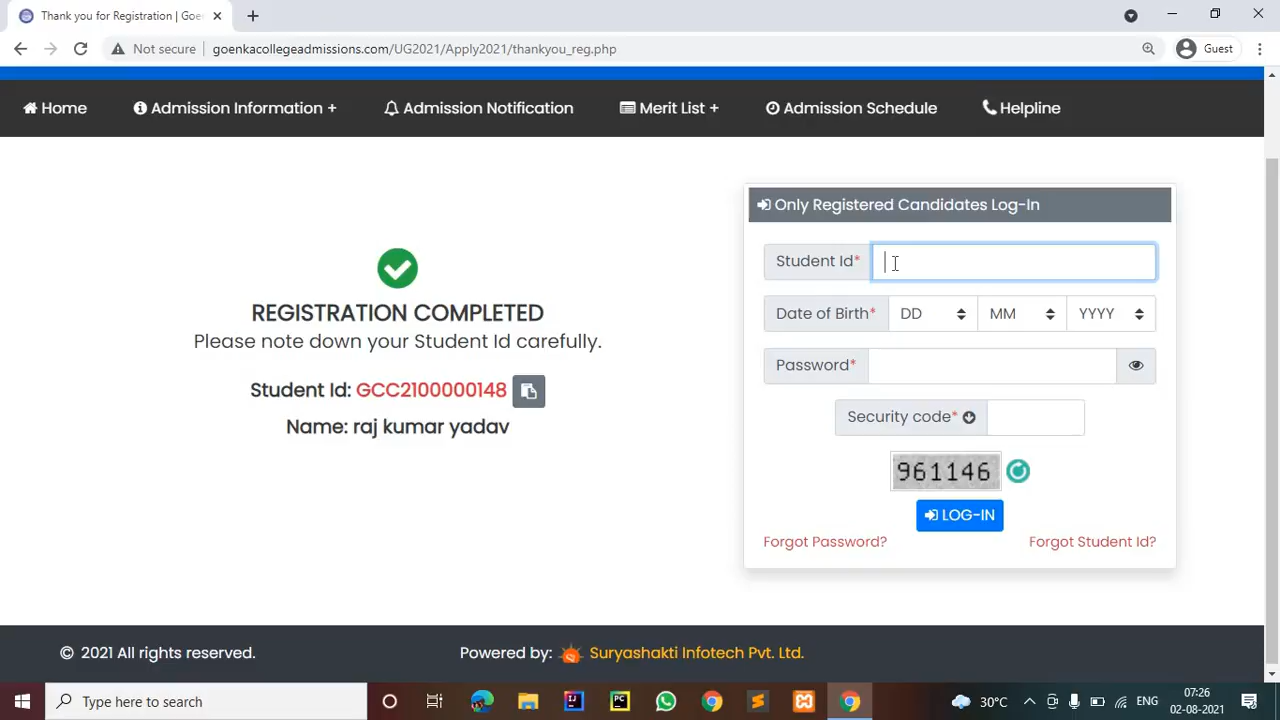 Thank you for Registration | Goe
Not secure
goenkacollegeadmissions.com/UG2021/Apply2021/thankyou_reg.php
Guest
Home
Admission Information +
Admission Notification
Merit List +
Admission Schedule
Helpline
REGISTRATION COMPLETED
Please note down your Student Id carefully.
Student Id: GCC2100000148
Name: raj kumar yadav
Only Registered Candidates Log-In
Student Id*
Date of Birth* DD MM YYYY
Password*
Security code*
961146
LOG-IN
Forgot Password? Forgot Student Id?
© 2021 All rights reserved.
Powered by: Suryashakti Infotech Pvt. Ltd.
Type here to search
30°C
ENG
07:26
02-08-2021